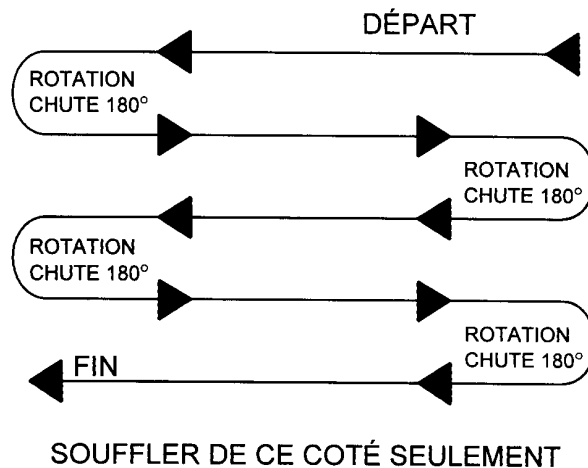 DÉPART
ROTATION
CHUTE 180°
ROTATION
CHUTE 180°
ROTATION
CHUTE 180°
ROTATION
CHUTE 180°
FIN
SOUFFLER DE CE COTÉ SEULEMENT